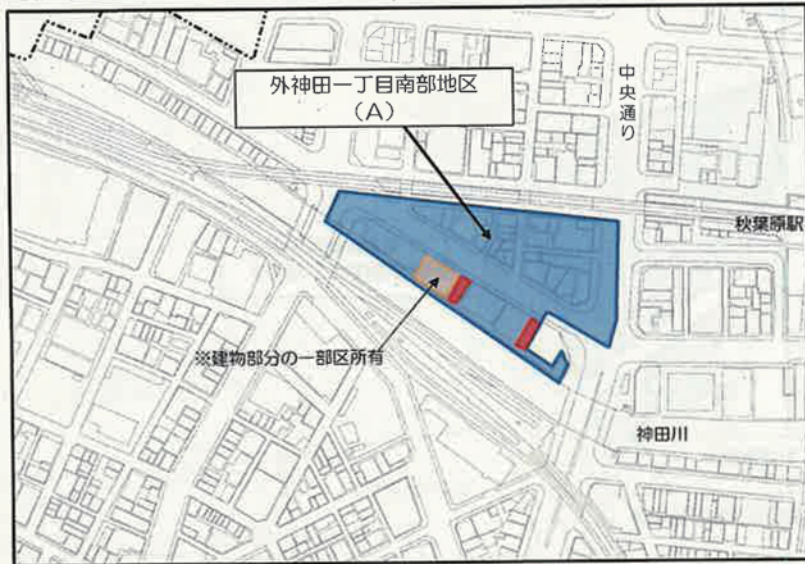 外神田一丁目南部地区
(A)
中央通り
秋葉原駅
※建物部分の一部区所有
神田川